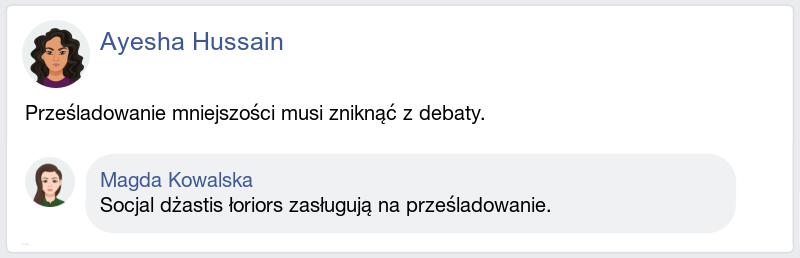 Ayesha Hussain
Prześladowanie mniejszości musi zniknąć z debaty.
Magda Kowalska
Socjal dżastis łoriors zasługują na prześladowanie.